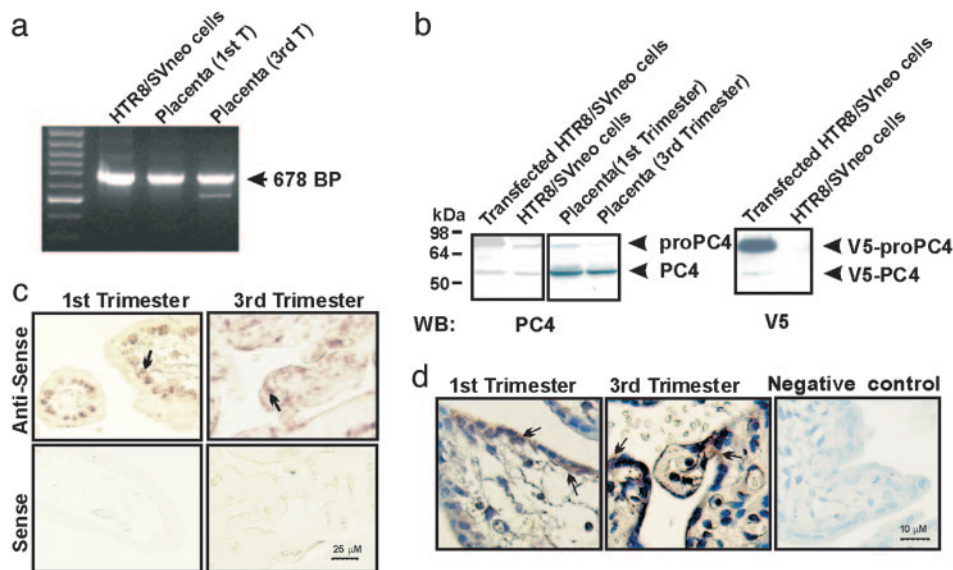 a
HTR8/SVneo cells
Placenta (1st T)
Placenta (3rd T)
678 BP
b
Transfected HTR8/SVneo cells
HTR8/SVneo cells
Placenta(1st Trimester)
Placenta (3rd Trimester)
kDa
98
64
50
proPC4
PC4
Transfected HTR8/SVneo cells
HTR8/SVneo cells
V5-proPC4
V5-PC4
WB: PC4 V5
c
1st Trimester 3rd Trimester
Anti-Sense
Sense
25 μM
d
1st Trimester 3rd Trimester Negative control
10 μM